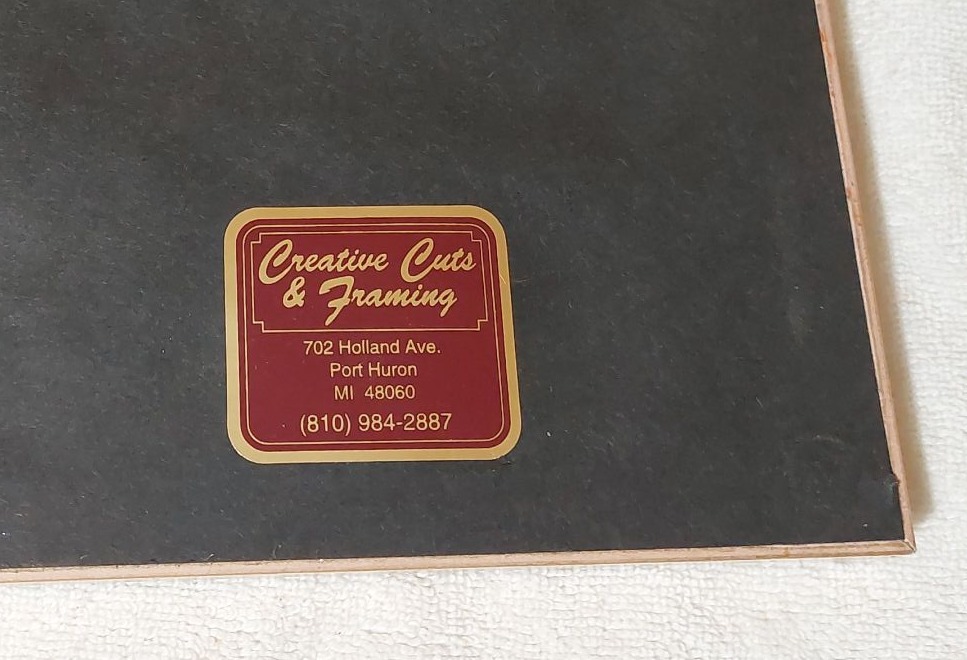 Creative Cuts
& Framing
702 Holland Ave.
Port Huron
MI 48060
(810) 984-2887